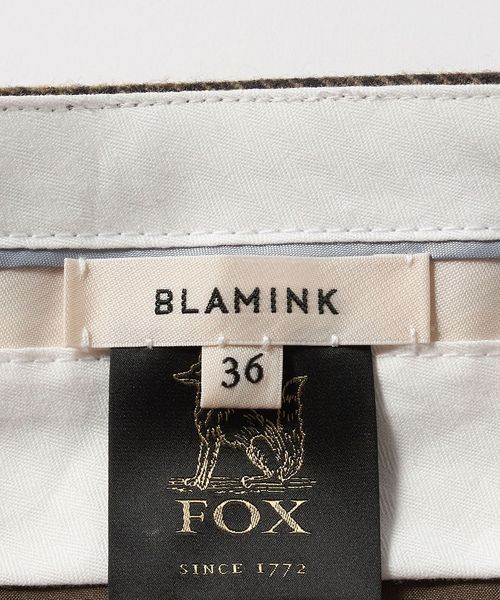 BLAMINK
36
FOX
SINCE 1772